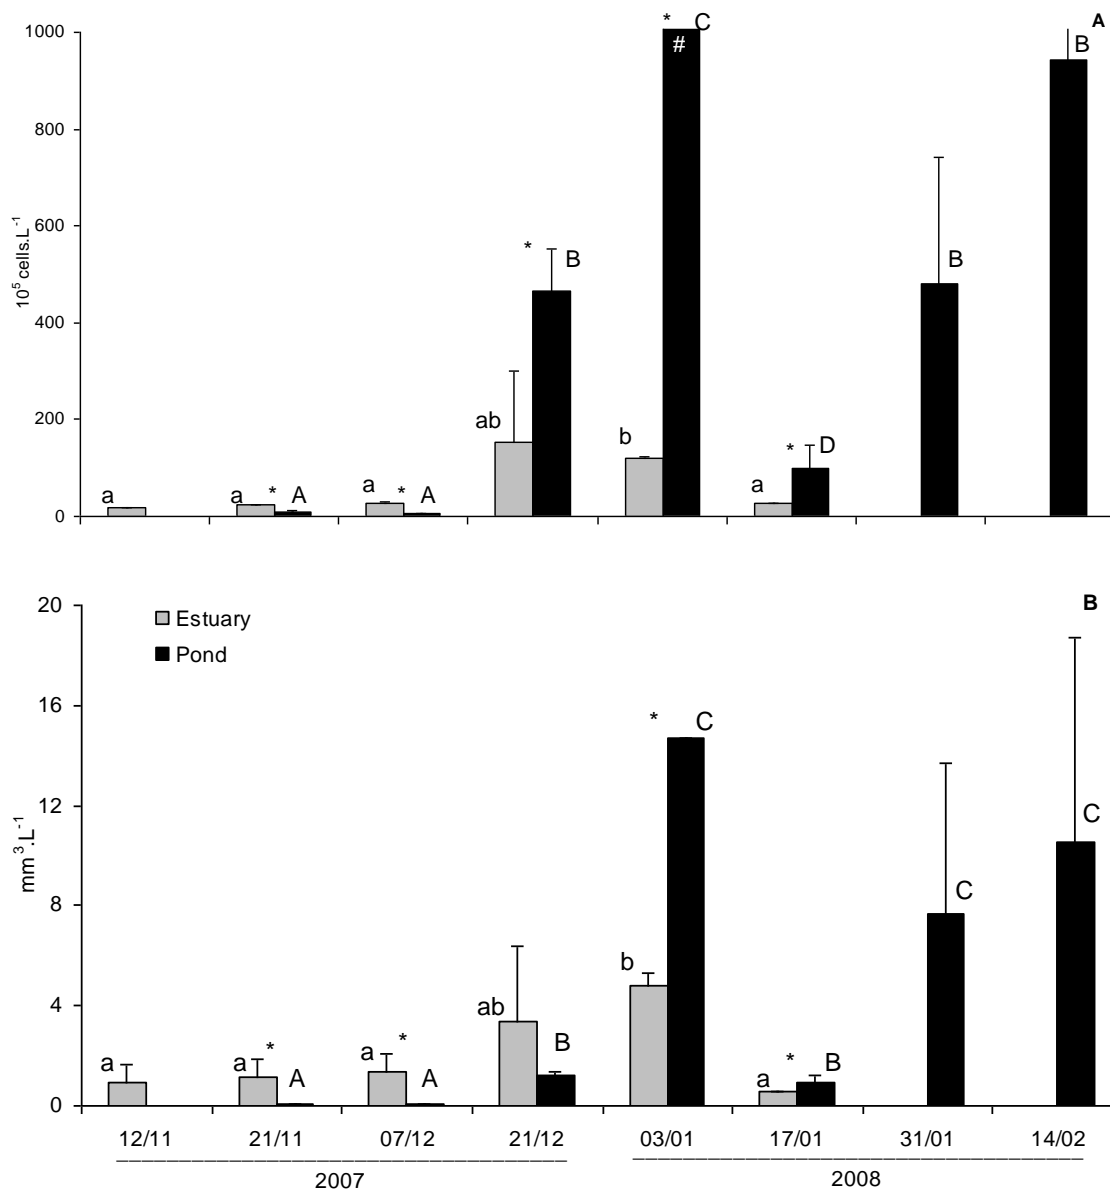 A
1000
* C
#
B
800
600
* B
B
10⁵ cells.L⁻¹
400
200
ab
b
* D
a
a * A
a * A
a
0
20
B
Estuary
Pond
16
* C
12
C
mm³.L⁻¹
8
C
b
4
ab
B
a
a * A
a * A
a * B
0
12/11 21/11 07/12 21/12 03/01 17/01 31/01 14/02
2007 2008